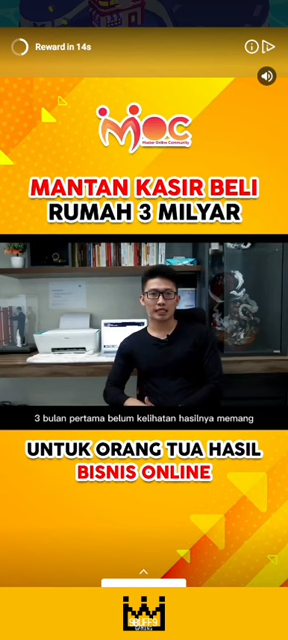 Reward in 14s
MOC
Master Online Community
MANTAN KASIR BELI
RUMAH 3 MILYAR
3 bulan pertama belum kelihatan hasilnya memang
UNTUK ORANG TUA HASIL
BISNIS ONLINE